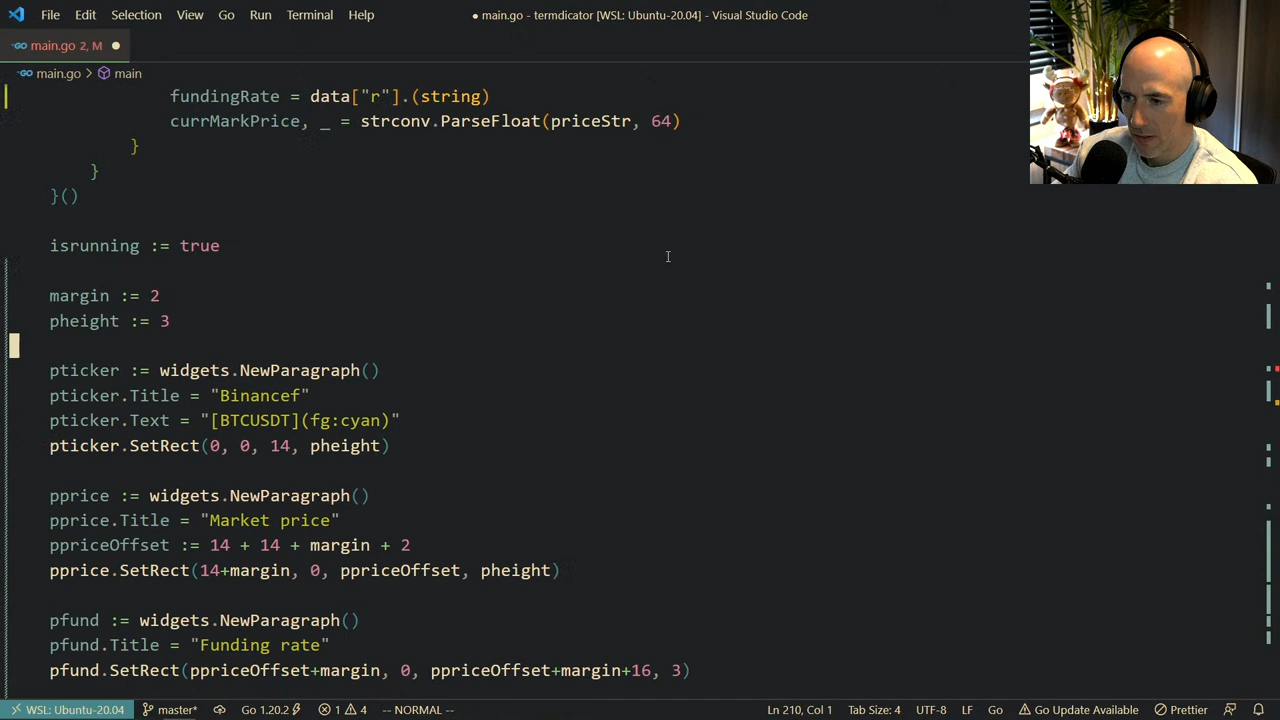 File Edit Selection View Go Run Terminal Help ● main.go - termdicator [WSL: Ubuntu-20.04] - Visual Studio Code
main.go 2, M ●
main.go > main
fundingRate = data["r"].(string)
currMarkPrice, _ = strconv.ParseFloat(priceStr, 64)
}
}
}()
isrunning := true
margin := 2
pheight := 3
pticker := widgets.NewParagraph()
pticker.Title = "Binancef"
pticker.Text = "[BTCUSDT](fg:cyan)"
pticker.SetRect(0, 0, 14, pheight)
pprice := widgets.NewParagraph()
pprice.Title = "Market price"
ppriceOffset := 14 + 14 + margin + 2
pprice.SetRect(14+margin, 0, ppriceOffset, pheight)
pfund := widgets.NewParagraph()
pfund.Title = "Funding rate"
pfund.SetRect(ppriceOffset+margin, 0, ppriceOffset+margin+16, 3)
WSL: Ubuntu-20.04 master* Go 1.20.2 1 4 -- NORMAL -- Ln 210, Col 1 Tab Size: 4 UTF-8 LF Go Go Update Available Prettier